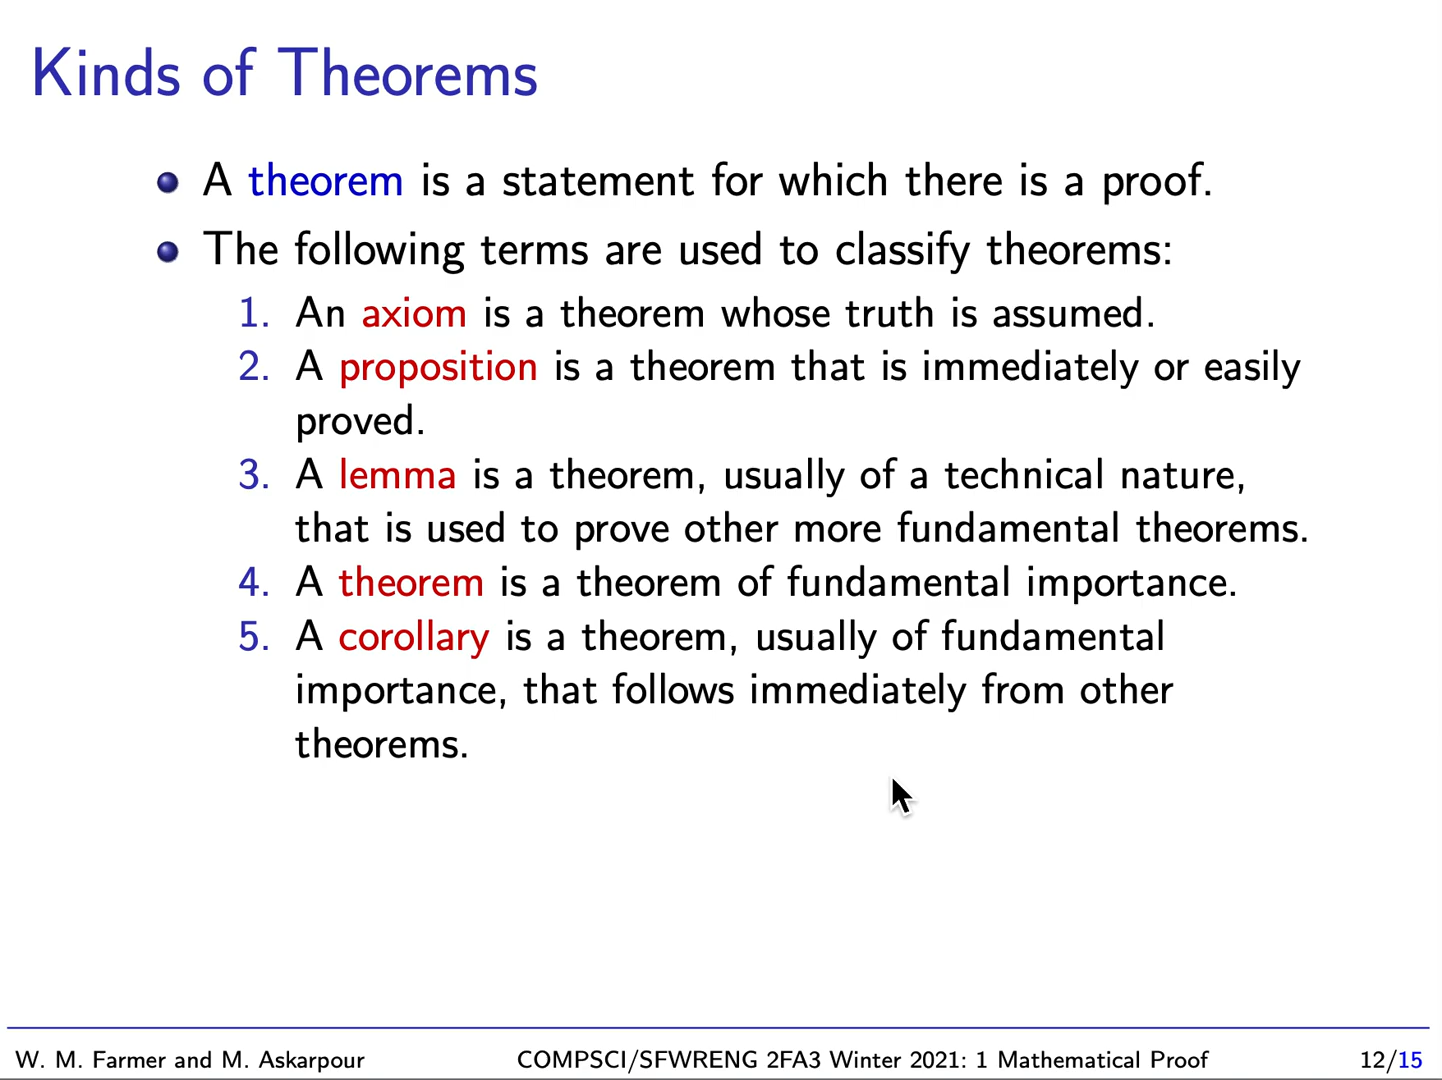 Kinds of Theorems
A theorem is a statement for which there is a proof.
The following terms are used to classify theorems:
1. An axiom is a theorem whose truth is assumed.
2. A proposition is a theorem that is immediately or easily
proved.
3. A lemma is a theorem, usually of a technical nature,
that is used to prove other more fundamental theorems.
4. A theorem is a theorem of fundamental importance.
5. A corollary is a theorem, usually of fundamental
importance, that follows immediately from other
theorems.
W. M. Farmer and M. Askarpour COMPSCI/SFWRENG 2FA3 Winter 2021: 1 Mathematical Proof 12/15